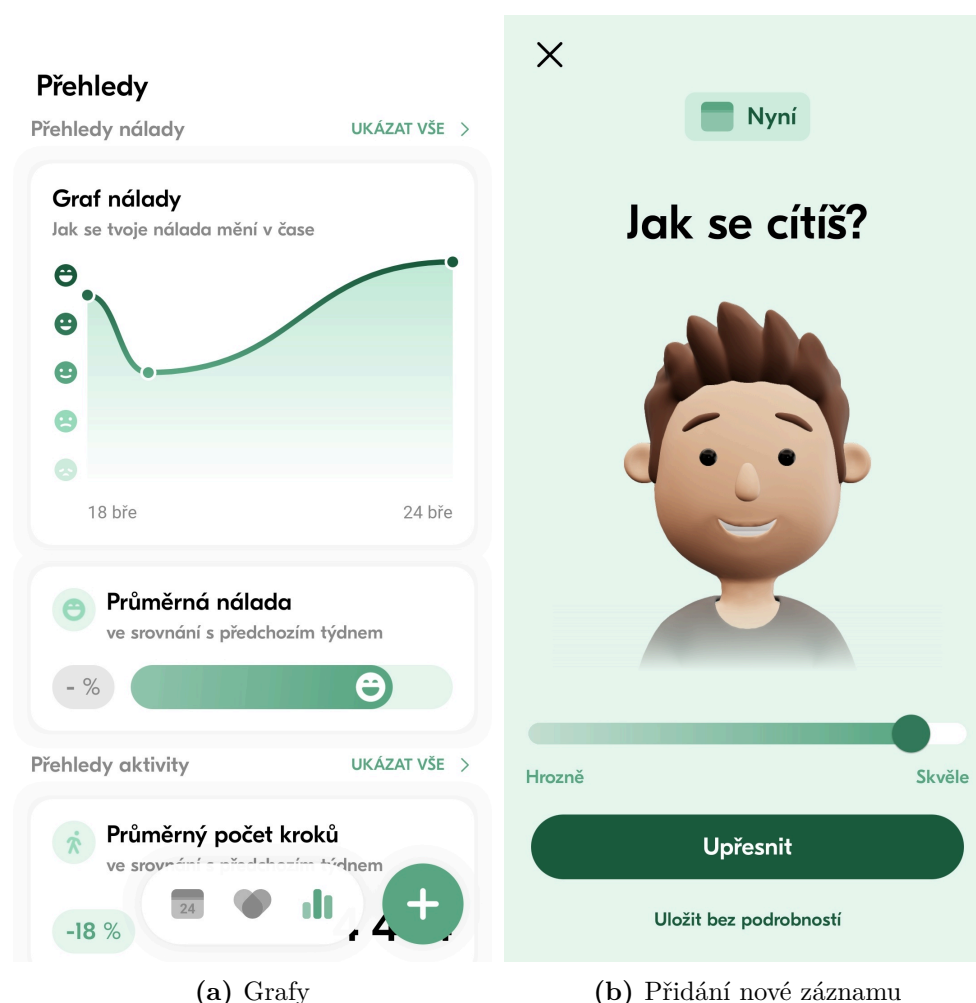 Přehledy
Přehledy nálady
UKÁZAT VŠE
Graf nálady
Jak se tvoje nálada mění v čase
18 bře
24 bře
Průměrná nálada
ve srovnání s předchozím týdnem
- %
Přehledy aktivity
UKÁZAT VŠE
Průměrný počet kroků
ve srovnání s předchozím týdnem
-18 %
24
(a) Grafy
Nyní
Jak se cítíš?
Hrozně
Skvěle
Upřesnit
Uložit bez podrobností
(b) Přidání nové záznamu